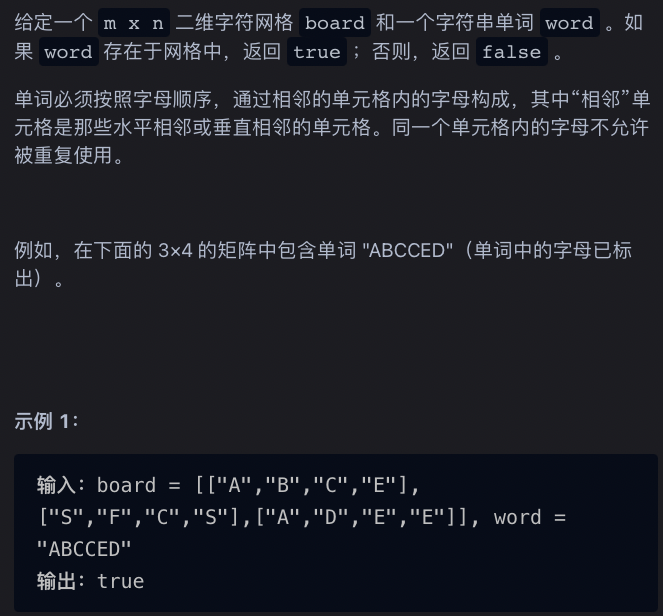 给定一个 m x n 二维字符网格 board 和一个字符串单词 word 。如
果 word 存在于网格中，返回 true ；否则，返回 false 。
单词必须按照字母顺序，通过相邻的单元格内的字母构成，其中“相邻”单
元格是那些水平相邻或垂直相邻的单元格。同一个单元格内的字母不允许
被重复使用。
例如，在下面的 3×4 的矩阵中包含单词 "ABCCED"（单词中的字母已标
出）。
示例 1：
输入：board = [["A","B","C","E"],
["S","F","C","S"],["A","D","E","E"]], word =
"ABCCED"
输出：true